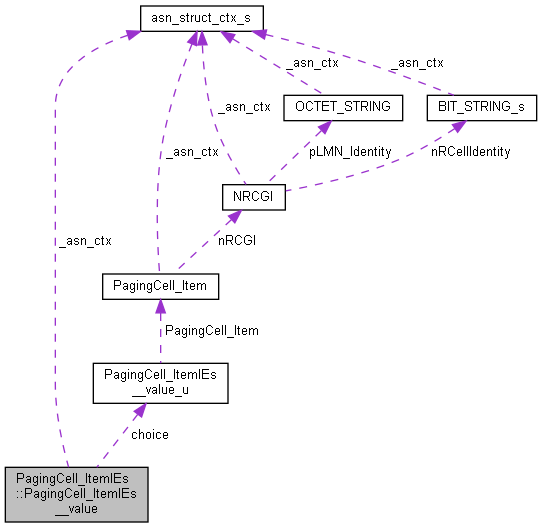 asn_struct_ctx_s
_asn_ctx
_asn_ctx
OCTET_STRING
BIT_STRING_s
_asn_ctx
_asn_ctx
pLMN_Identity
nRCellIdentity
NRCGI
_asn_ctx
nRCGI
PagingCell_Item
PagingCell_Item
PagingCell_ItemIEs
__value_u
choice
PagingCell_ItemIEs
::PagingCell_ItemIEs
__value